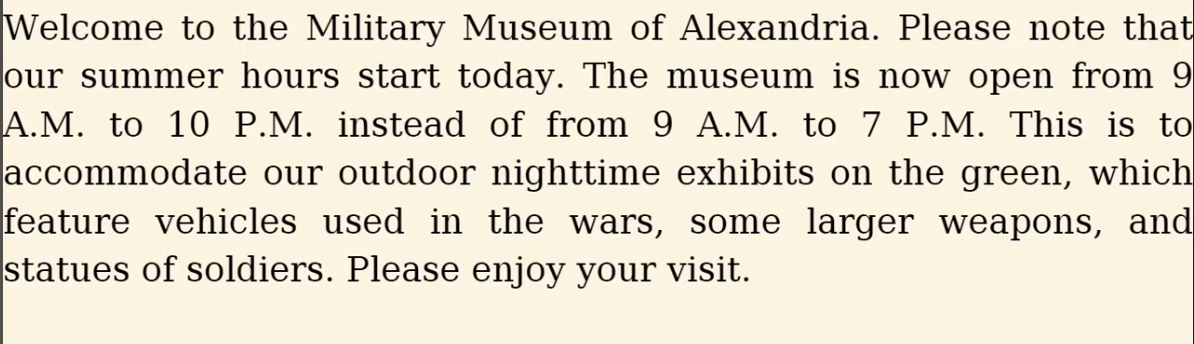 Welcome to the Military Museum of Alexandria. Please note that
our summer hours start today. The museum is now open from 9
A.M. to 10 P.M. instead of from 9 A.M. to 7 P.M. This is to
accommodate our outdoor nighttime exhibits on the green, which
feature vehicles used in the wars, some larger weapons, and
statues of soldiers. Please enjoy your visit.